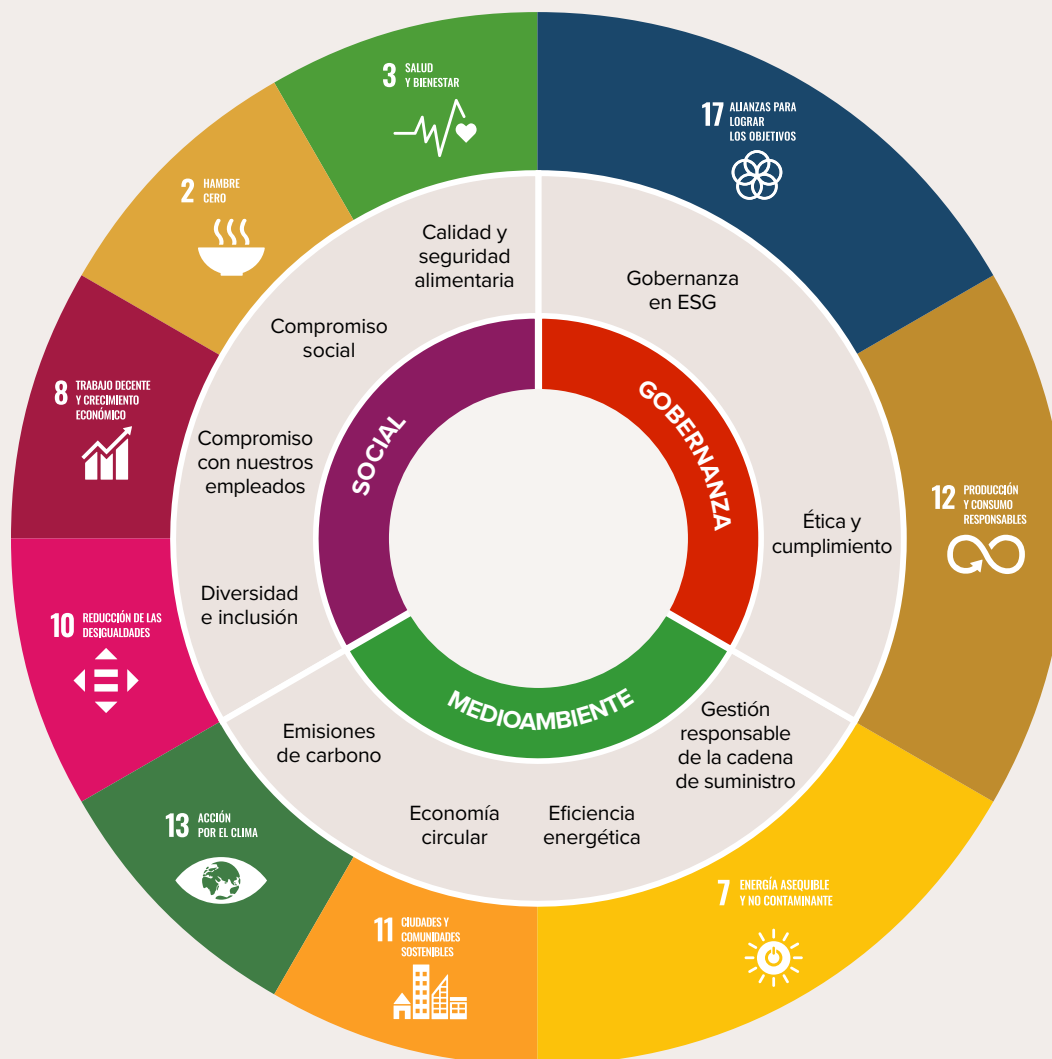 3 SALUD
Y BIENESTAR
17 ALIANZAS PARA
LOGRAR
LOS OBJETIVOS
2 HAMBRE
CERO
8 TRABAJO DECENTE
Y CRECIMIENTO
ECONÓMICO
12 PRODUCCIÓN
Y CONSUMO
RESPONSABLES
10 REDUCCIÓN DE LAS
DESIGUALDADES
13 ACCIÓN
POR EL CLIMA
11 CIUDADES Y
COMUNIDADES
SOSTENIBLES
7 ENERGÍA ASEQUIBLE
Y NO CONTAMINANTE
Calidad y
seguridad
alimentaria
Gobernanza
en ESG
Compromiso
social
Compromiso
con nuestros
empleados
Ética y
cumplimiento
Diversidad
e inclusión
Emisiones
de carbono
Economía
circular
Eficiencia
energética
Gestión
responsable
de la cadena
de suministro
SOCIAL
GOBERNANZA
MEDIOAMBIENTE